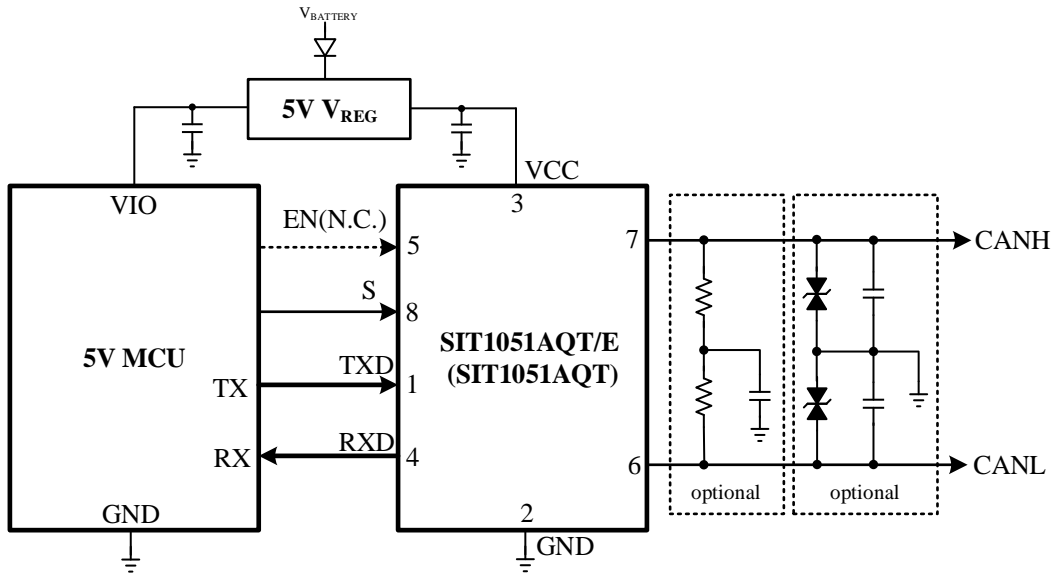 VBATTERY
5V VREG
VCC
VIO
3
EN(N.C.)
5
7
CANH
S
8
5V MCU
SIT1051AQT/E
(SIT1051AQT)
TX
TXD
1
RX
RXD
4
6
CANL
optional
optional
GND
2
GND